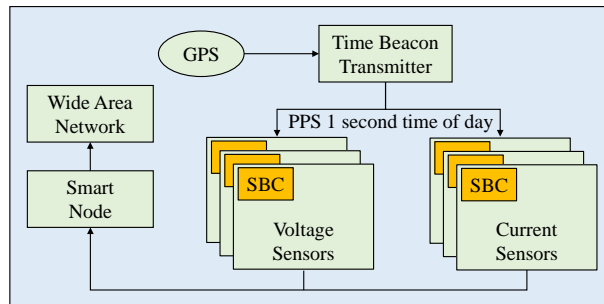 GPS
Time Beacon
Transmitter
Wide Area
Network
PPS 1 second time of day
Smart
Node
SBC
Voltage
Sensors
SBC
Current
Sensors